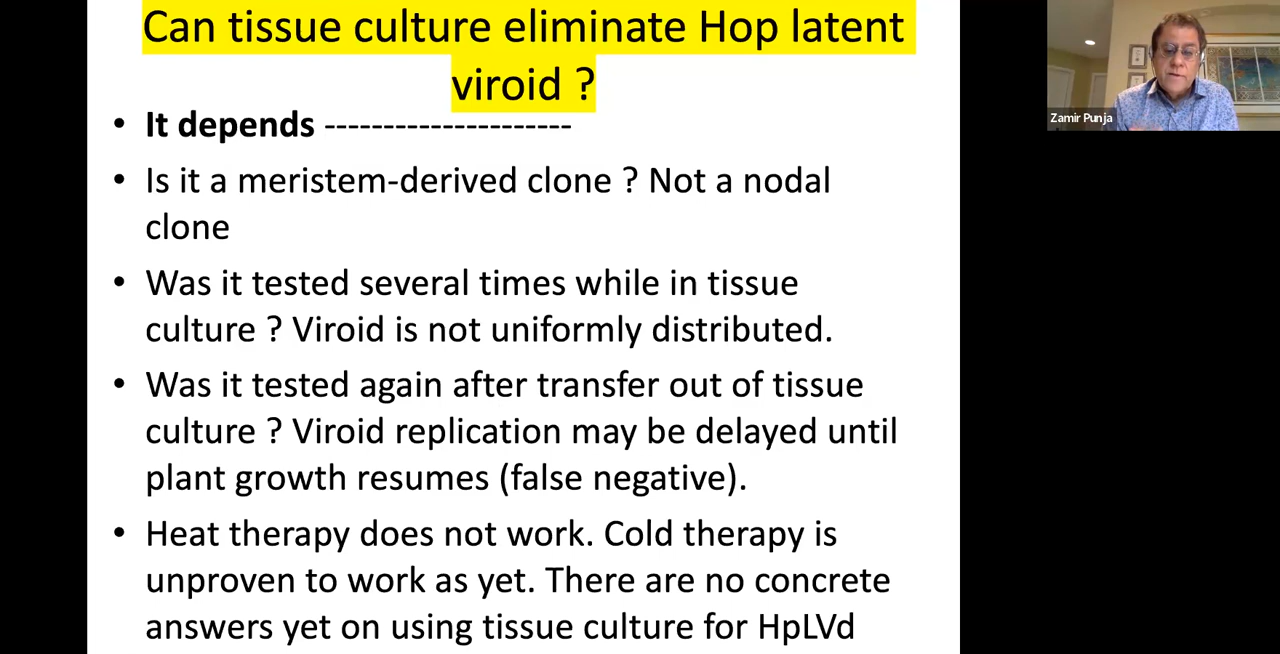 Can tissue culture eliminate Hop latent
viroid ?
• It depends ---------------------
• Is it a meristem-derived clone ? Not a nodal
clone
• Was it tested several times while in tissue
culture ? Viroid is not uniformly distributed.
• Was it tested again after transfer out of tissue
culture ? Viroid replication may be delayed until
plant growth resumes (false negative).
• Heat therapy does not work. Cold therapy is
unproven to work as yet. There are no concrete
answers yet on using tissue culture for HpLVd
Zamir Punja